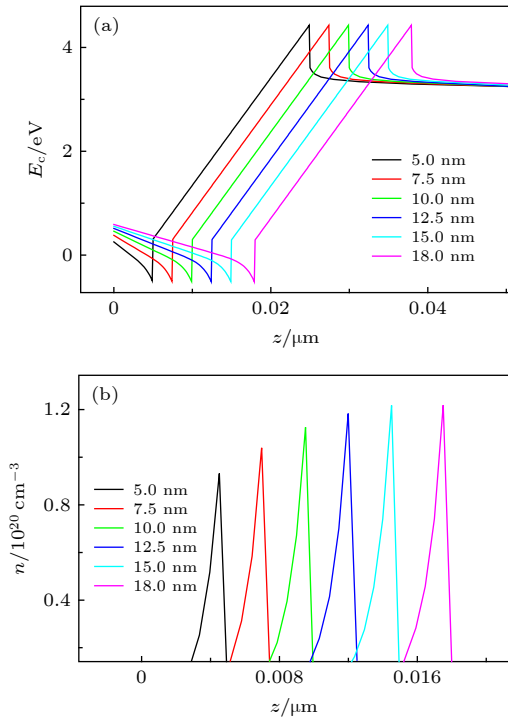 (a)
4
2
0
E_c/eV
5.0 nm
7.5 nm
10.0 nm
12.5 nm
15.0 nm
18.0 nm
0 0.02 0.04
z/μm
(b)
1.2
0.8
0.4
n/10^20 cm^−3
5.0 nm
7.5 nm
10.0 nm
12.5 nm
15.0 nm
18.0 nm
0 0.008 0.016
z/μm